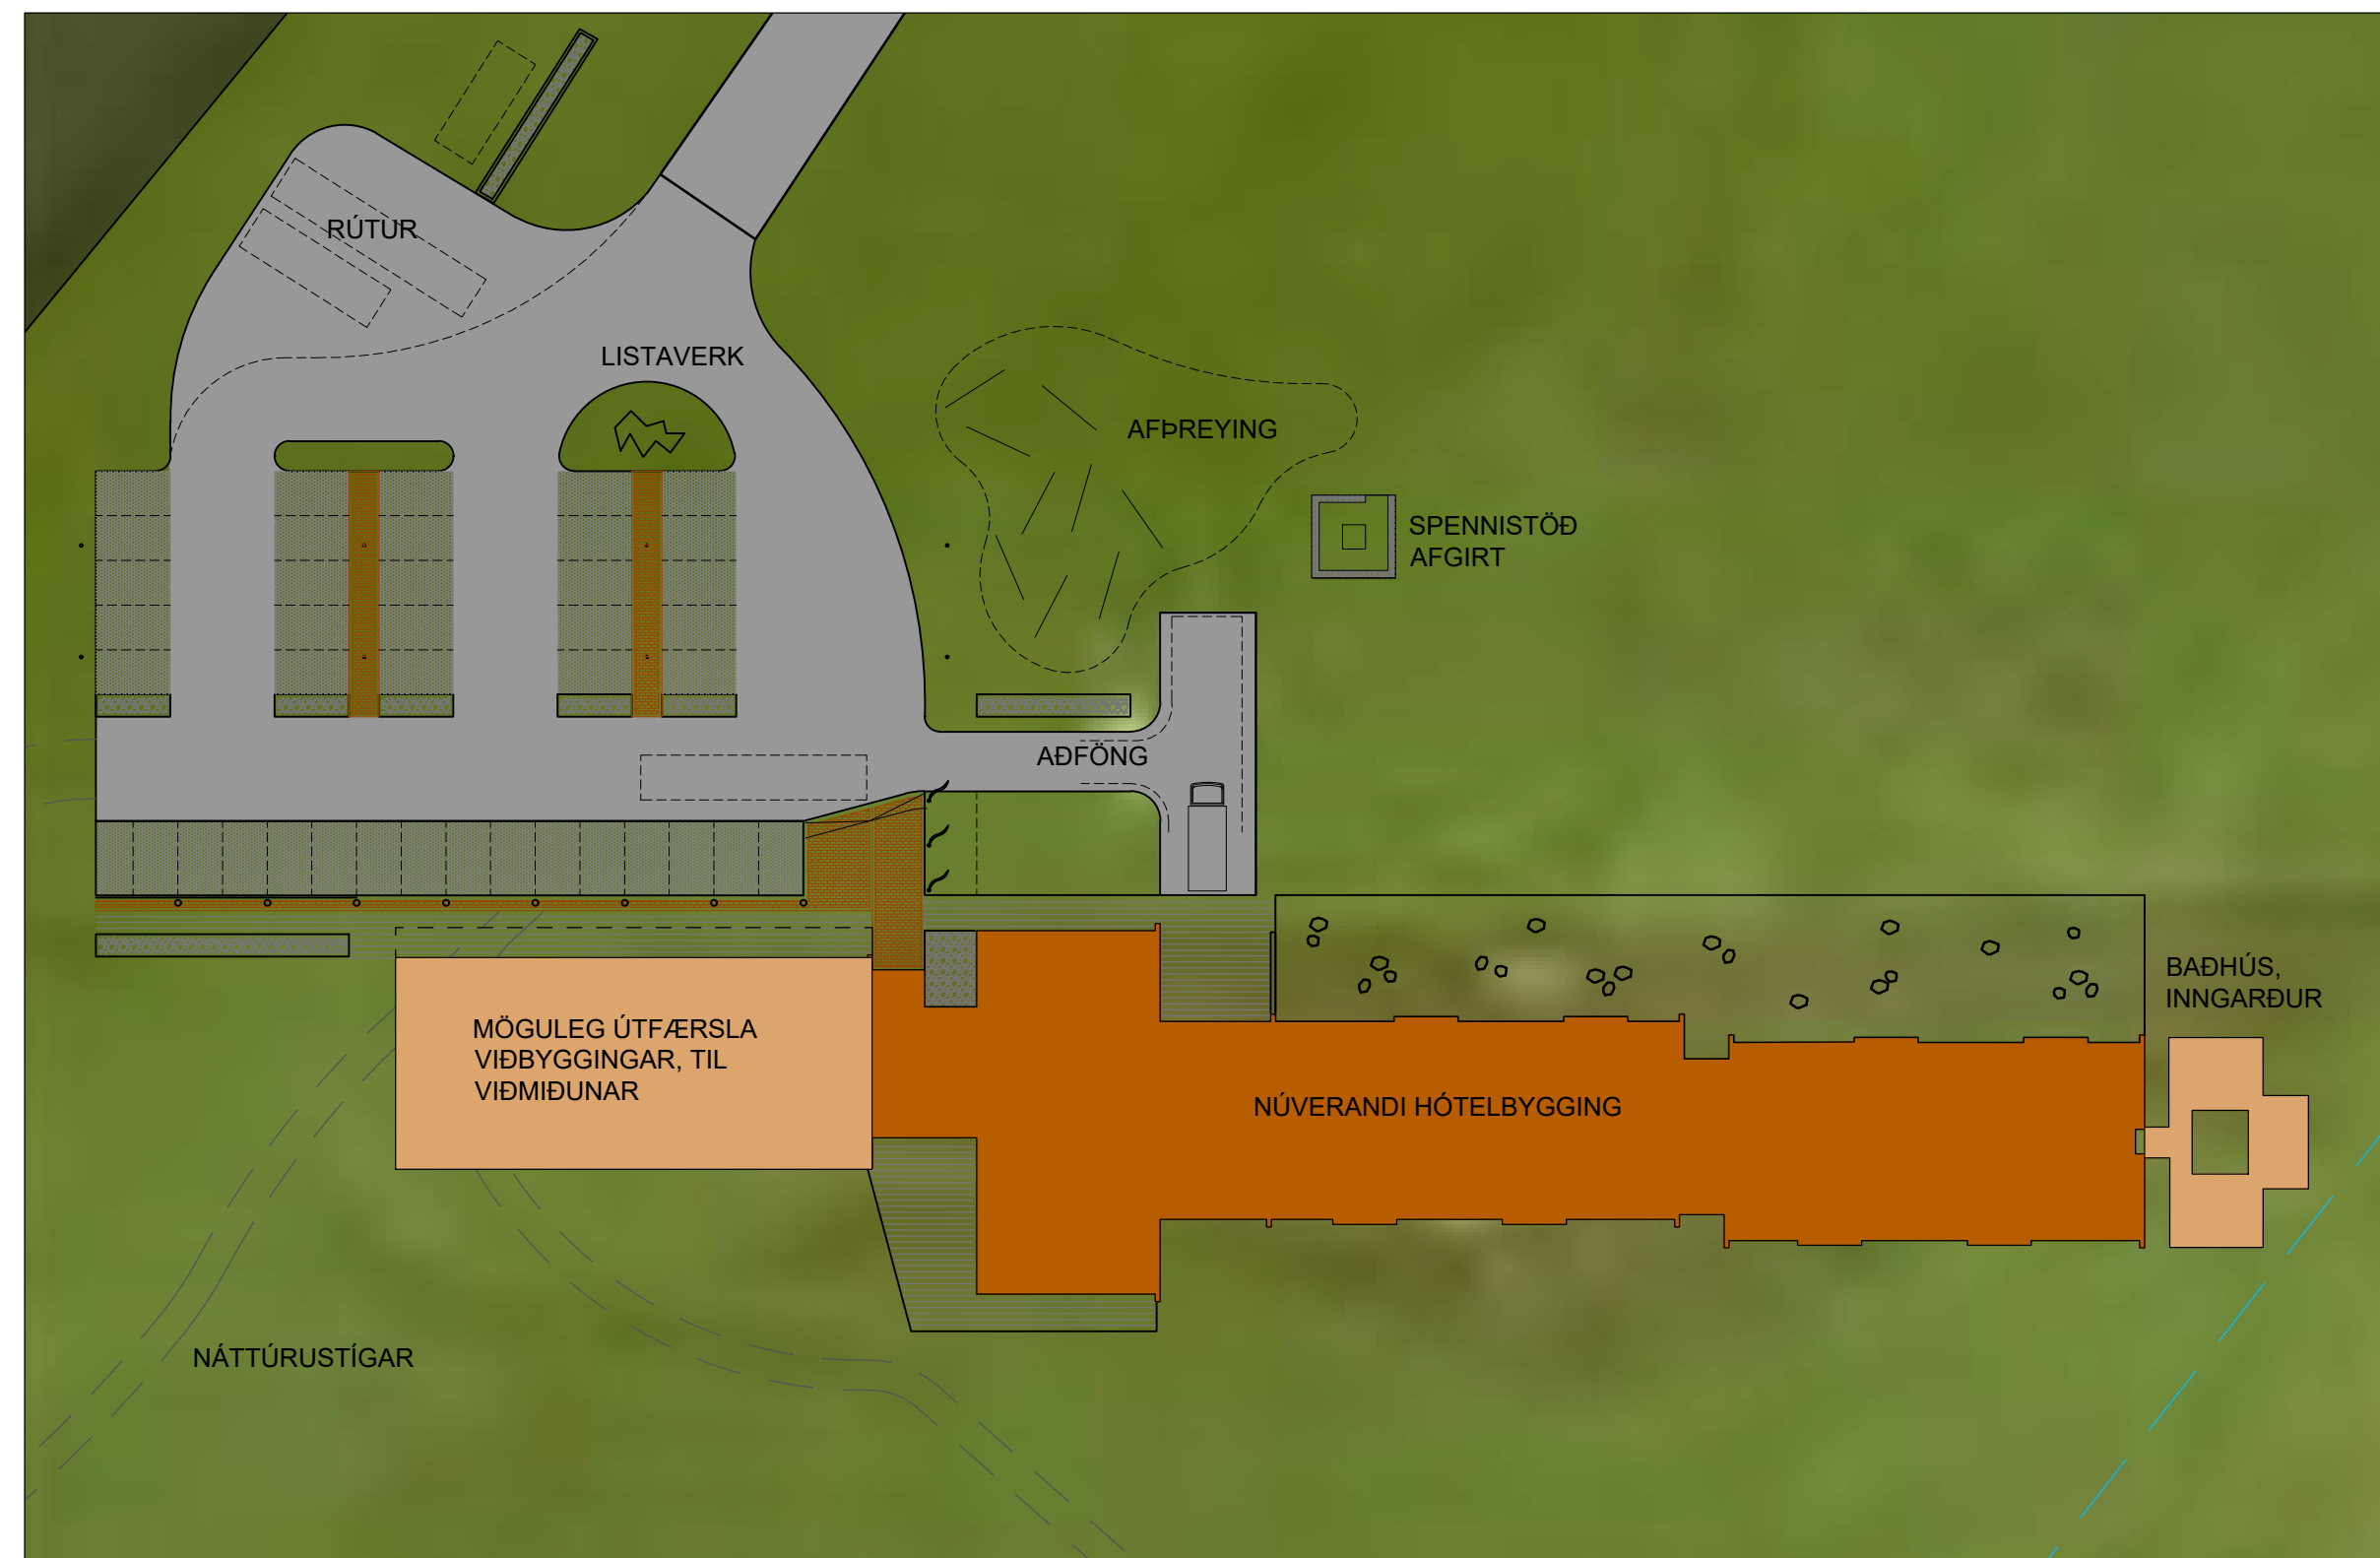 RÚTUR
LISTAVERK
AFÞREYING
SPENNISTÖÐ
AFGIRT
AÐFÖNG
BAÐHÚS,
INNGARÐUR
MÖGULEG ÚTFÆRSLA
VIÐBYGGINGAR, TIL
VIÐMIÐUNAR
NÚVERANDI HÓTELBYGGING
NÁTTÚRUSTÍGAR